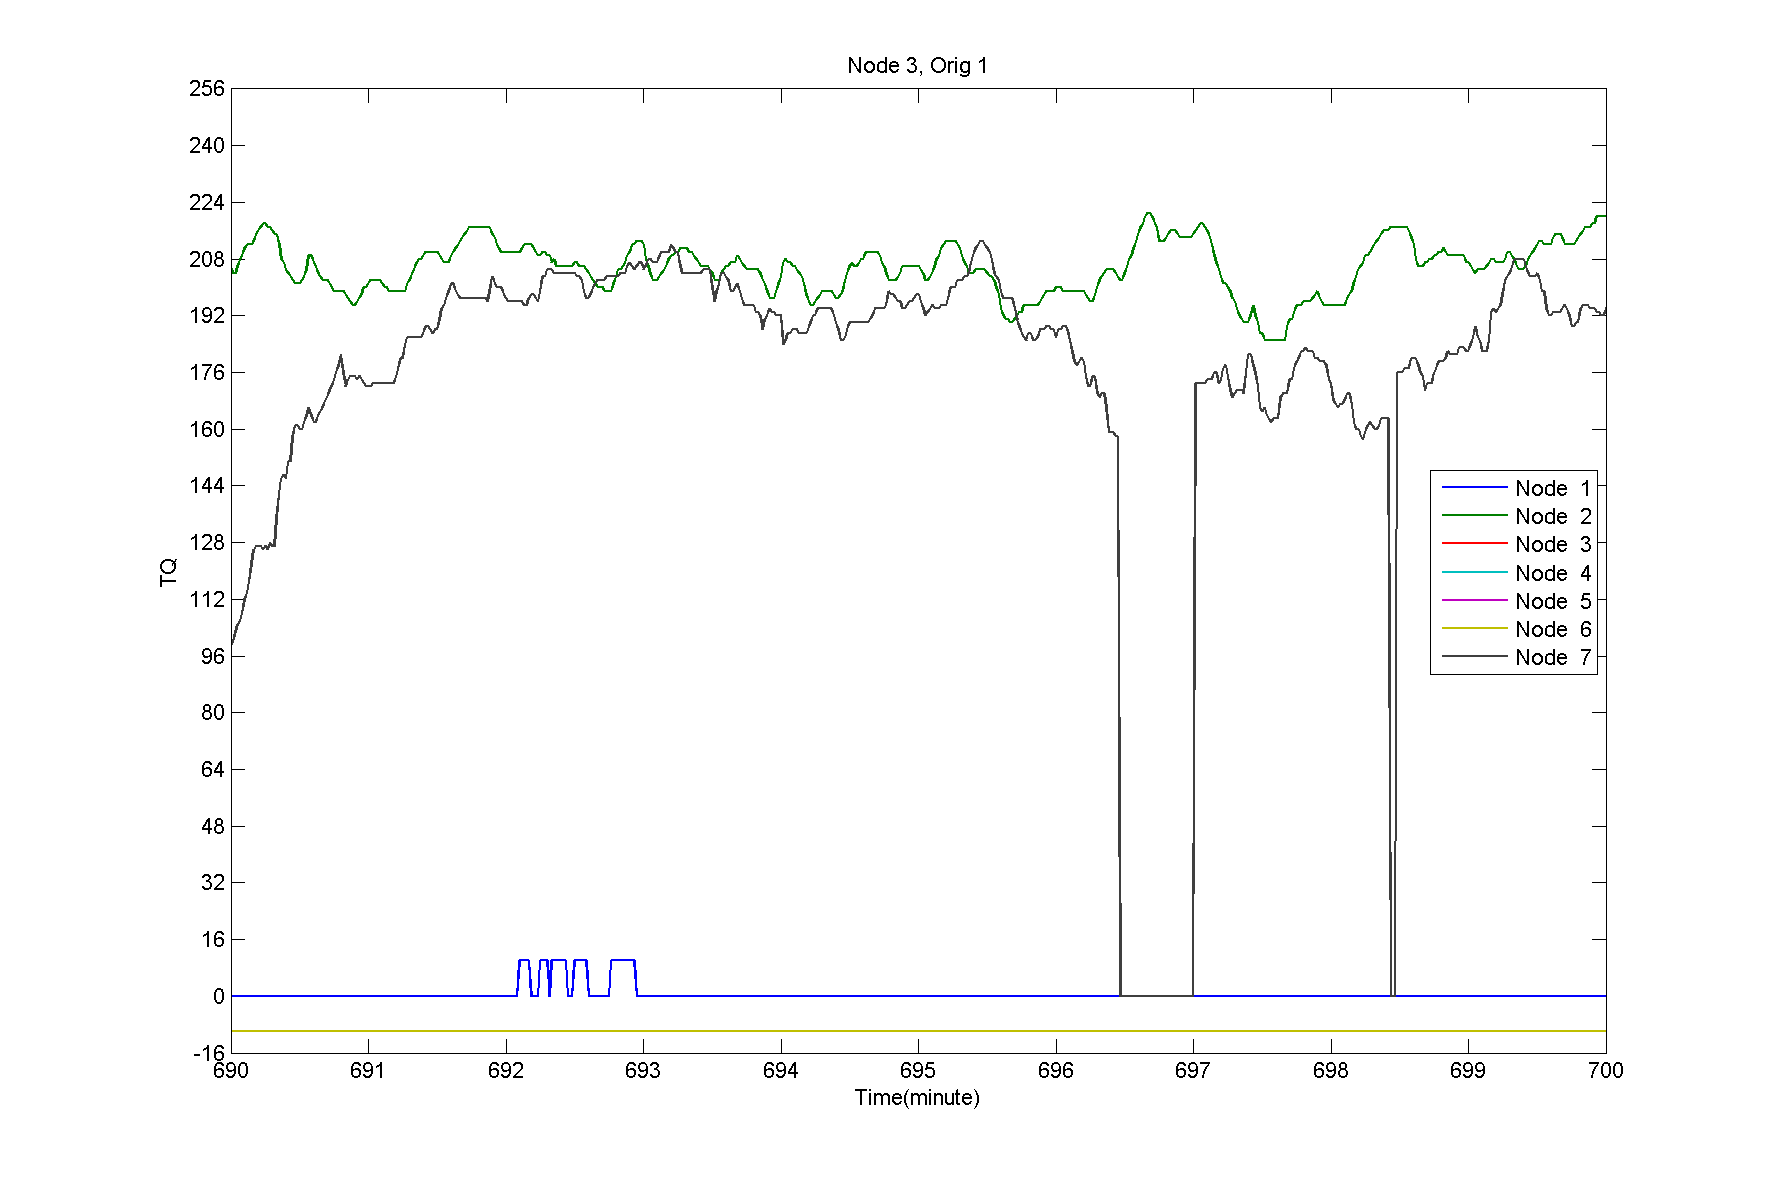 Node 3, Orig 1
256
240
224
208
192
176
160
144
128
112
96
80
64
48
32
16
0
-16
TQ
Node 1
Node 2
Node 3
Node 4
Node 5
Node 6
Node 7
690 691 692 693 694 695 696 697 698 699 700
Time(minute)